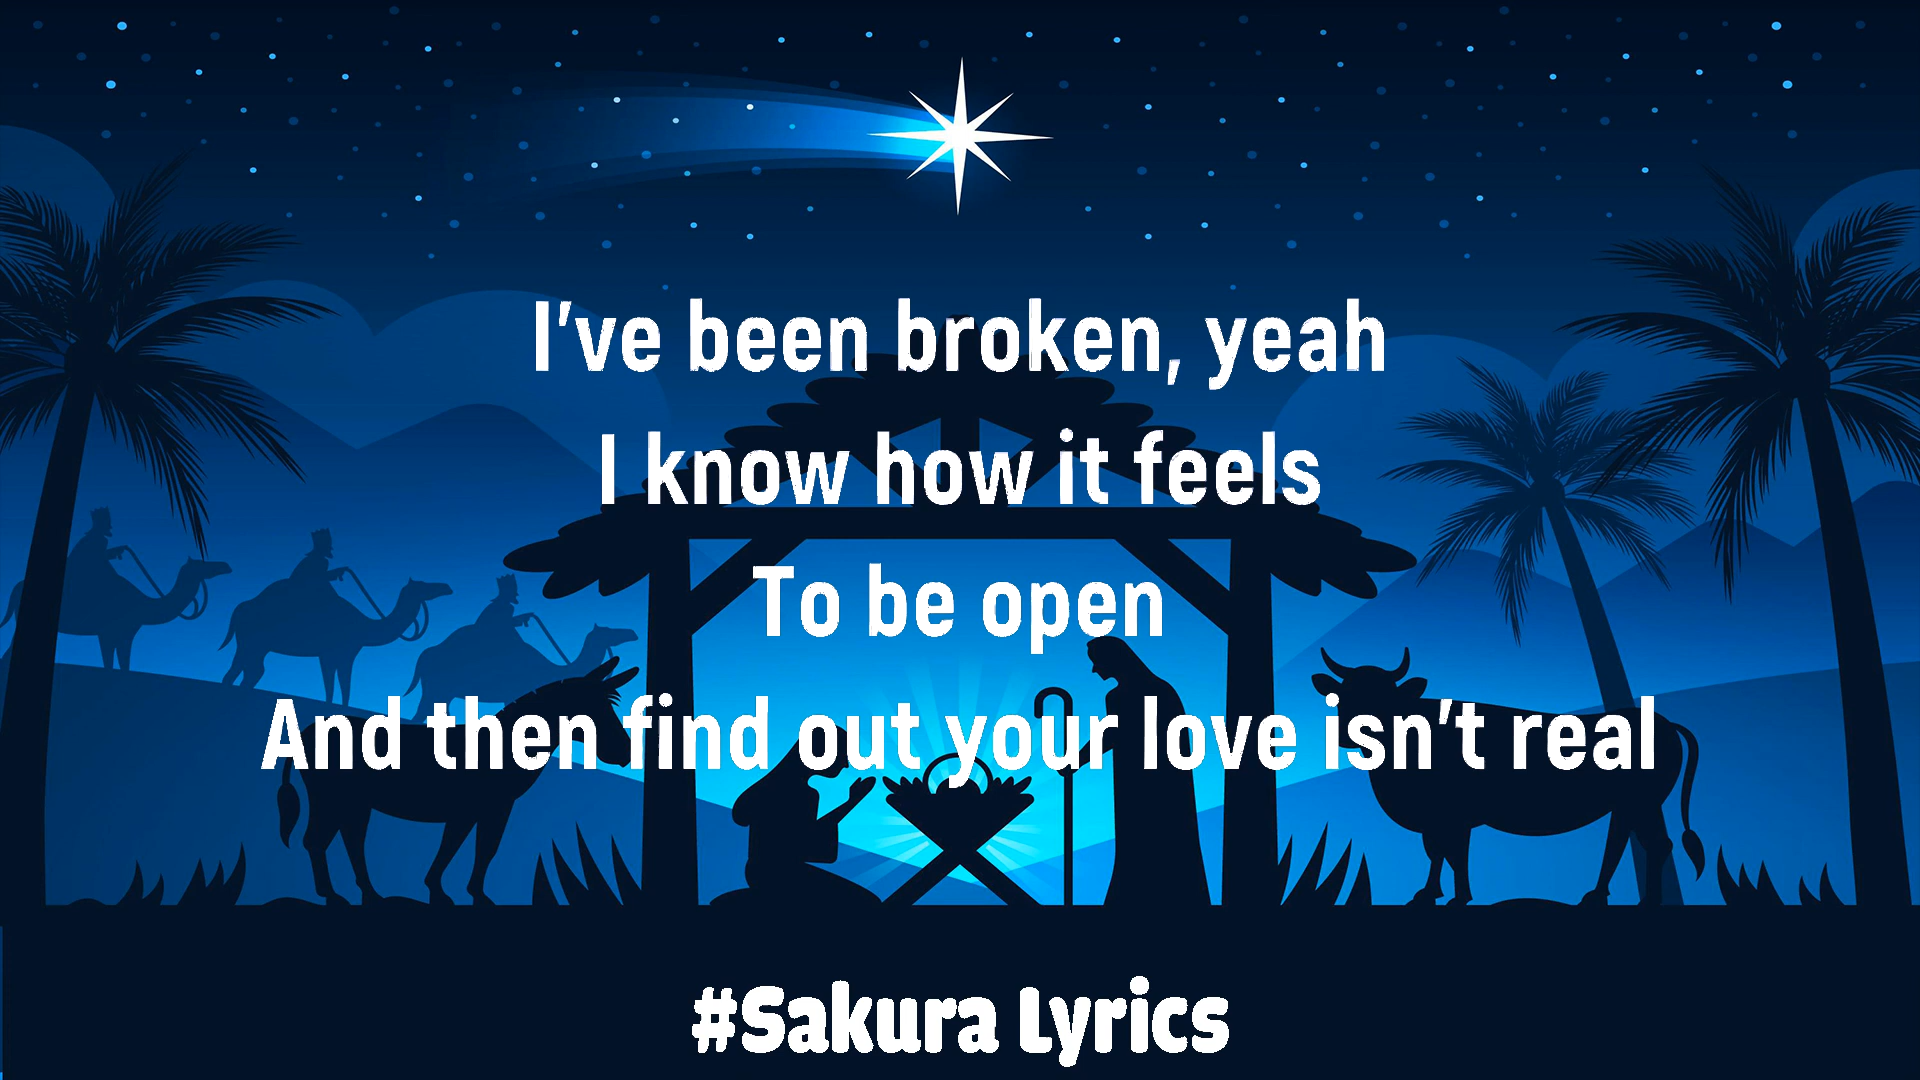 I've been broken, yeah
I know how it feels
To be open
And then find out your love isn't real
#Sakura Lyrics